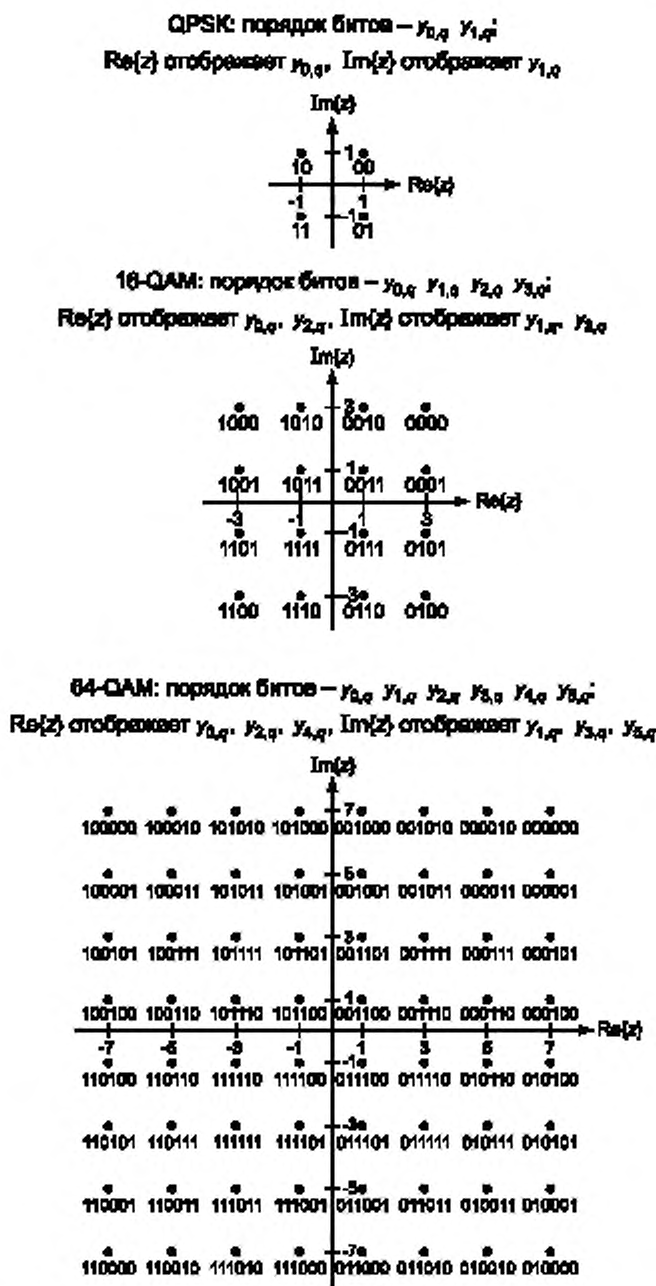 QPSK: порядок битов – y0,q y1,q;
Re{z} отображает y0,q, Im{z} отображает y1,q
Im{z}
10 1 00
Re{z}
-1 1
11 -1 01
16-QAM: порядок битов – y0,q y1,q y2,q y3,q;
Re{z} отображает y0,q, y2,q, Im{z} отображает y1,q, y3,q
Im{z}
3
1000 1010 0010 0000
1
1001 1011 0011 0001
Re{z}
-3 -1 1 3
-1
1101 1111 0111 0101
-3
1100 1110 0110 0100
64-QAM: порядок битов – y0,q y1,q y2,q y3,q y4,q y5,q;
Re{z} отображает y0,q, y2,q, y4,q, Im{z} отображает y1,q, y3,q, y5,q
Im{z}
7
100000 100010 101010 101000 001000 001010 000010 000000
5
100001 100011 101011 101001 001001 001011 000011 000001
3
100101 100111 101111 101101 001101 001111 000111 000101
1
100100 100110 101110 101100 001100 001110 000110 000100
Re{z}
-7 -5 -3 -1 1 3 5 7
-1
110100 110110 111110 111100 011100 011110 010110 010100
-3
110101 110111 111111 111101 011101 011111 010111 010101
-5
110001 110011 111011 111001 011001 011011 010011 010001
-7
110000 110010 111010 111000 011000 011010 010010 010000